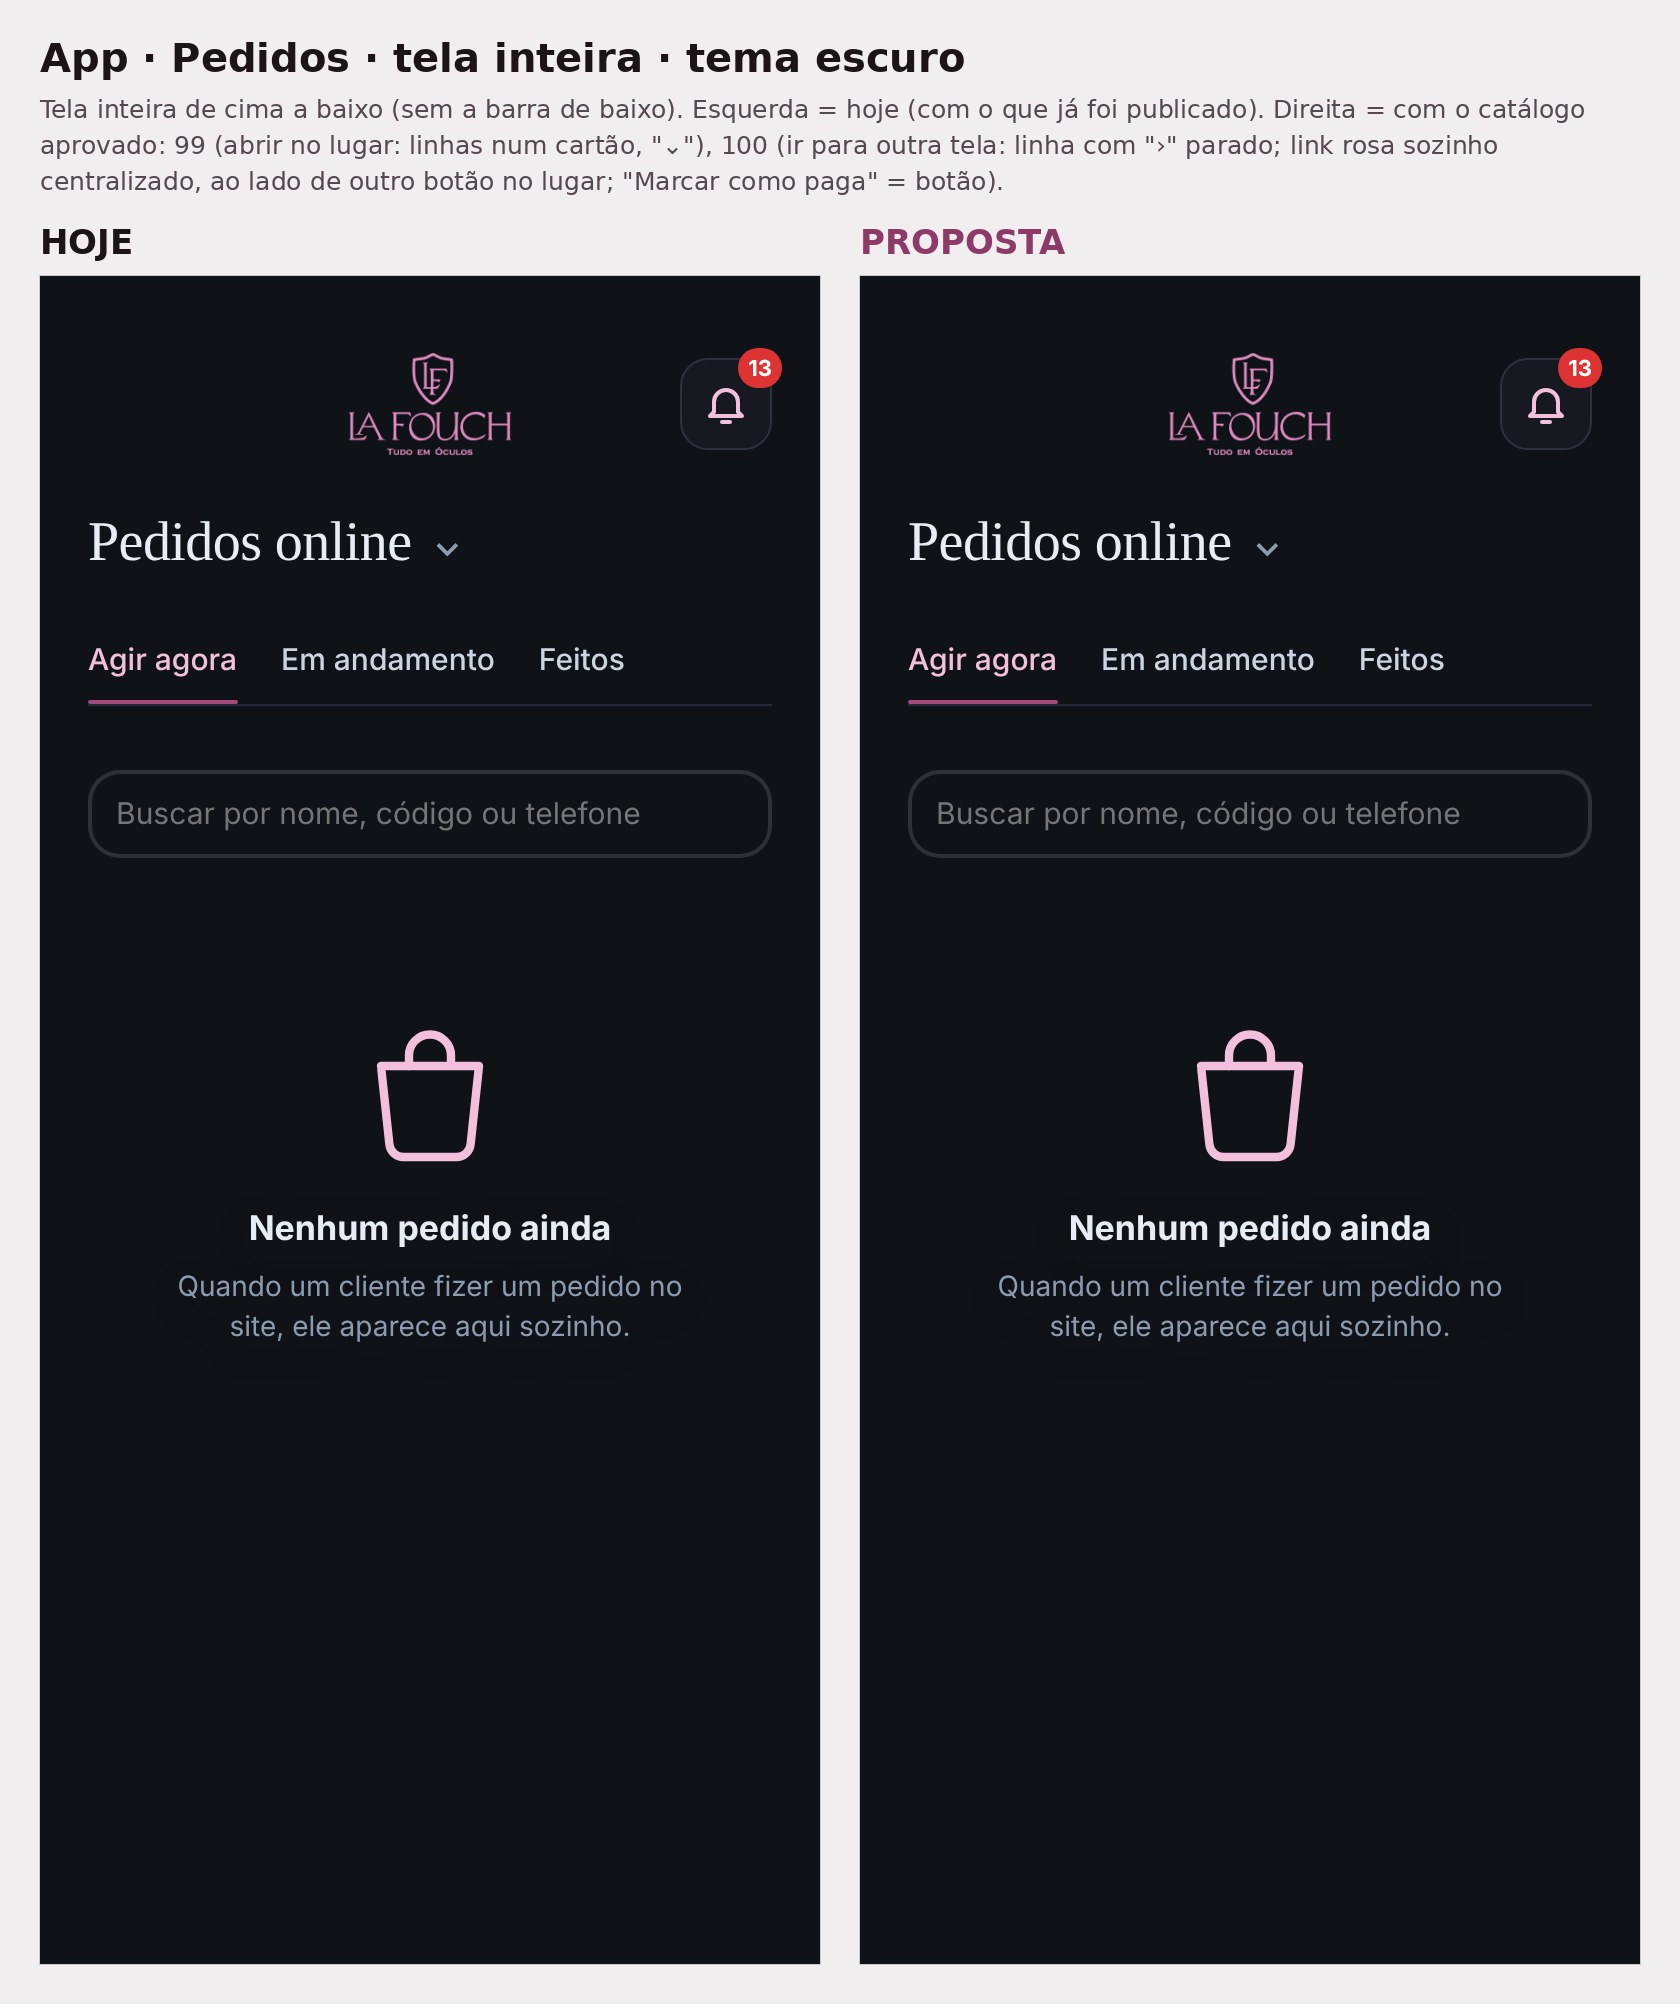 App · Pedidos · tela inteira · tema escuro
Tela inteira de cima a baixo (sem a barra de baixo). Esquerda = hoje (com o que já foi publicado). Direita = com o catálogo
aprovado: 99 (abrir no lugar: linhas num cartão, "⌄"), 100 (ir para outra tela: linha com "›" parado; link rosa sozinho
centralizado, ao lado de outro botão no lugar; "Marcar como paga" = botão).
HOJE
LF
LA FOUCH
TUDO EM ÓCULOS
13
Pedidos online
Agir agora Em andamento Feitos
Buscar por nome, código ou telefone
Nenhum pedido ainda
Quando um cliente fizer um pedido no
site, ele aparece aqui sozinho.
PROPOSTA
LF
LA FOUCH
TUDO EM ÓCULOS
13
Pedidos online
Agir agora Em andamento Feitos
Buscar por nome, código ou telefone
Nenhum pedido ainda
Quando um cliente fizer um pedido no
site, ele aparece aqui sozinho.